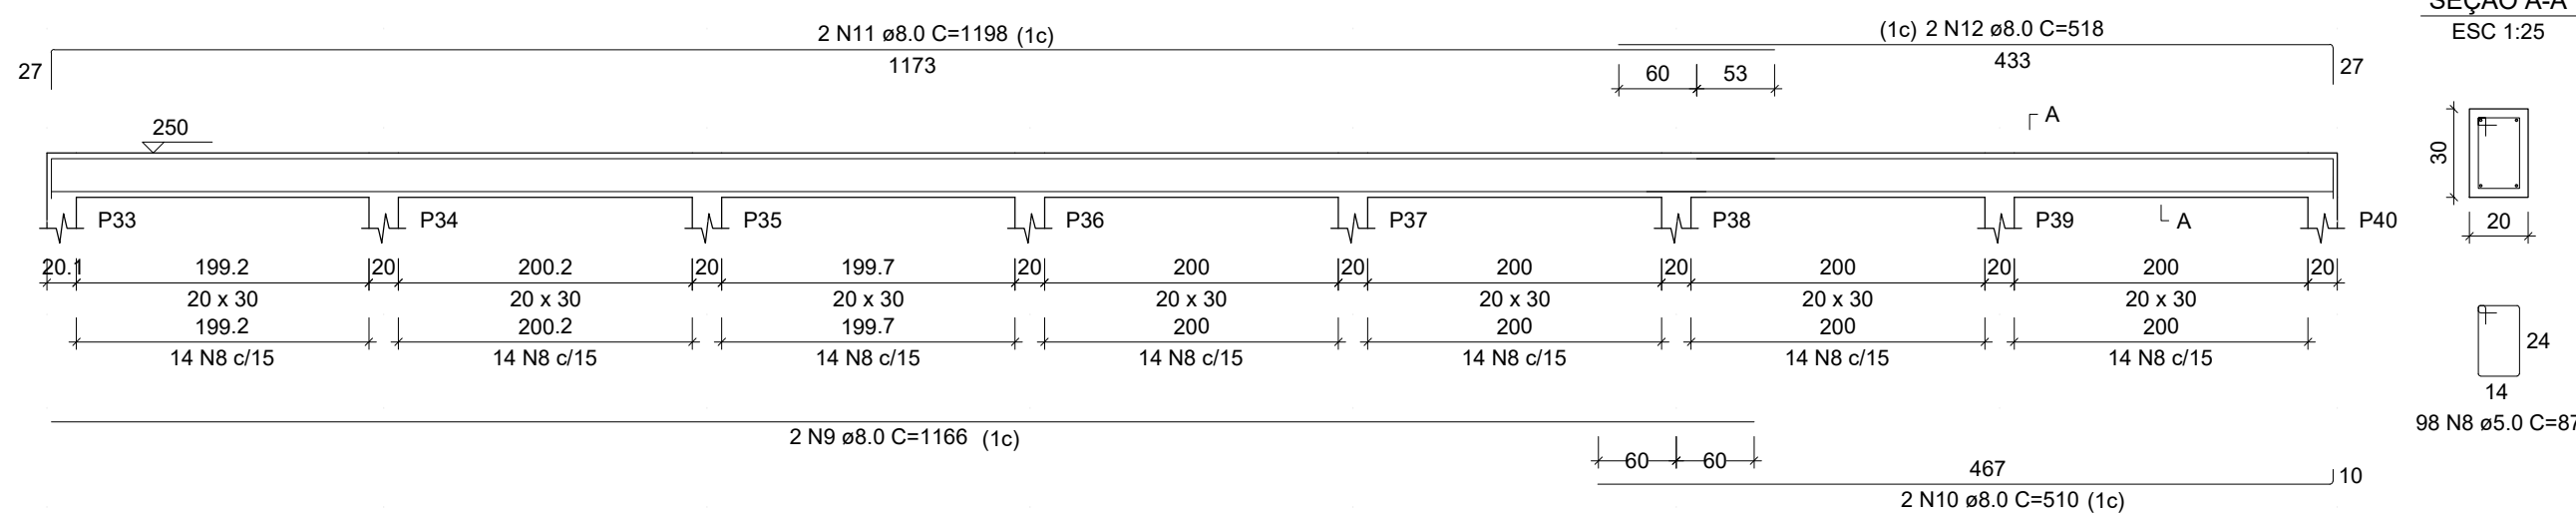 2 N11 ø8.0 C=1198 (1c)
(1c) 2 N12 ø8.0 C=518
SEÇÃO A-A
ESC 1:25
27
1173
60
53
433
27
250
A
30
20
P33
P34
P35
P36
P37
P38
P39
A
P40
20.1
199.2
20
200.2
20
199.7
20
200
20
200
20
200
20
200
20
20 x 30
20 x 30
20 x 30
20 x 30
20 x 30
20 x 30
20 x 30
199.2
200.2
199.7
200
200
200
200
14 N8 c/15
14 N8 c/15
14 N8 c/15
14 N8 c/15
14 N8 c/15
14 N8 c/15
14 N8 c/15
24
14
98 N8 ø5.0 C=87
2 N9 ø8.0 C=1166 (1c)
60
60
467
10
2 N10 ø8.0 C=510 (1c)